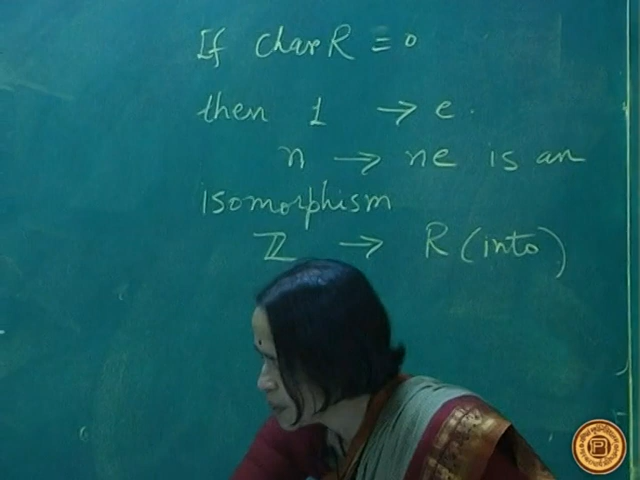 If Char R = 0
then 1 → e.
n → ne is an
isomorphism
ℤ → R (into)